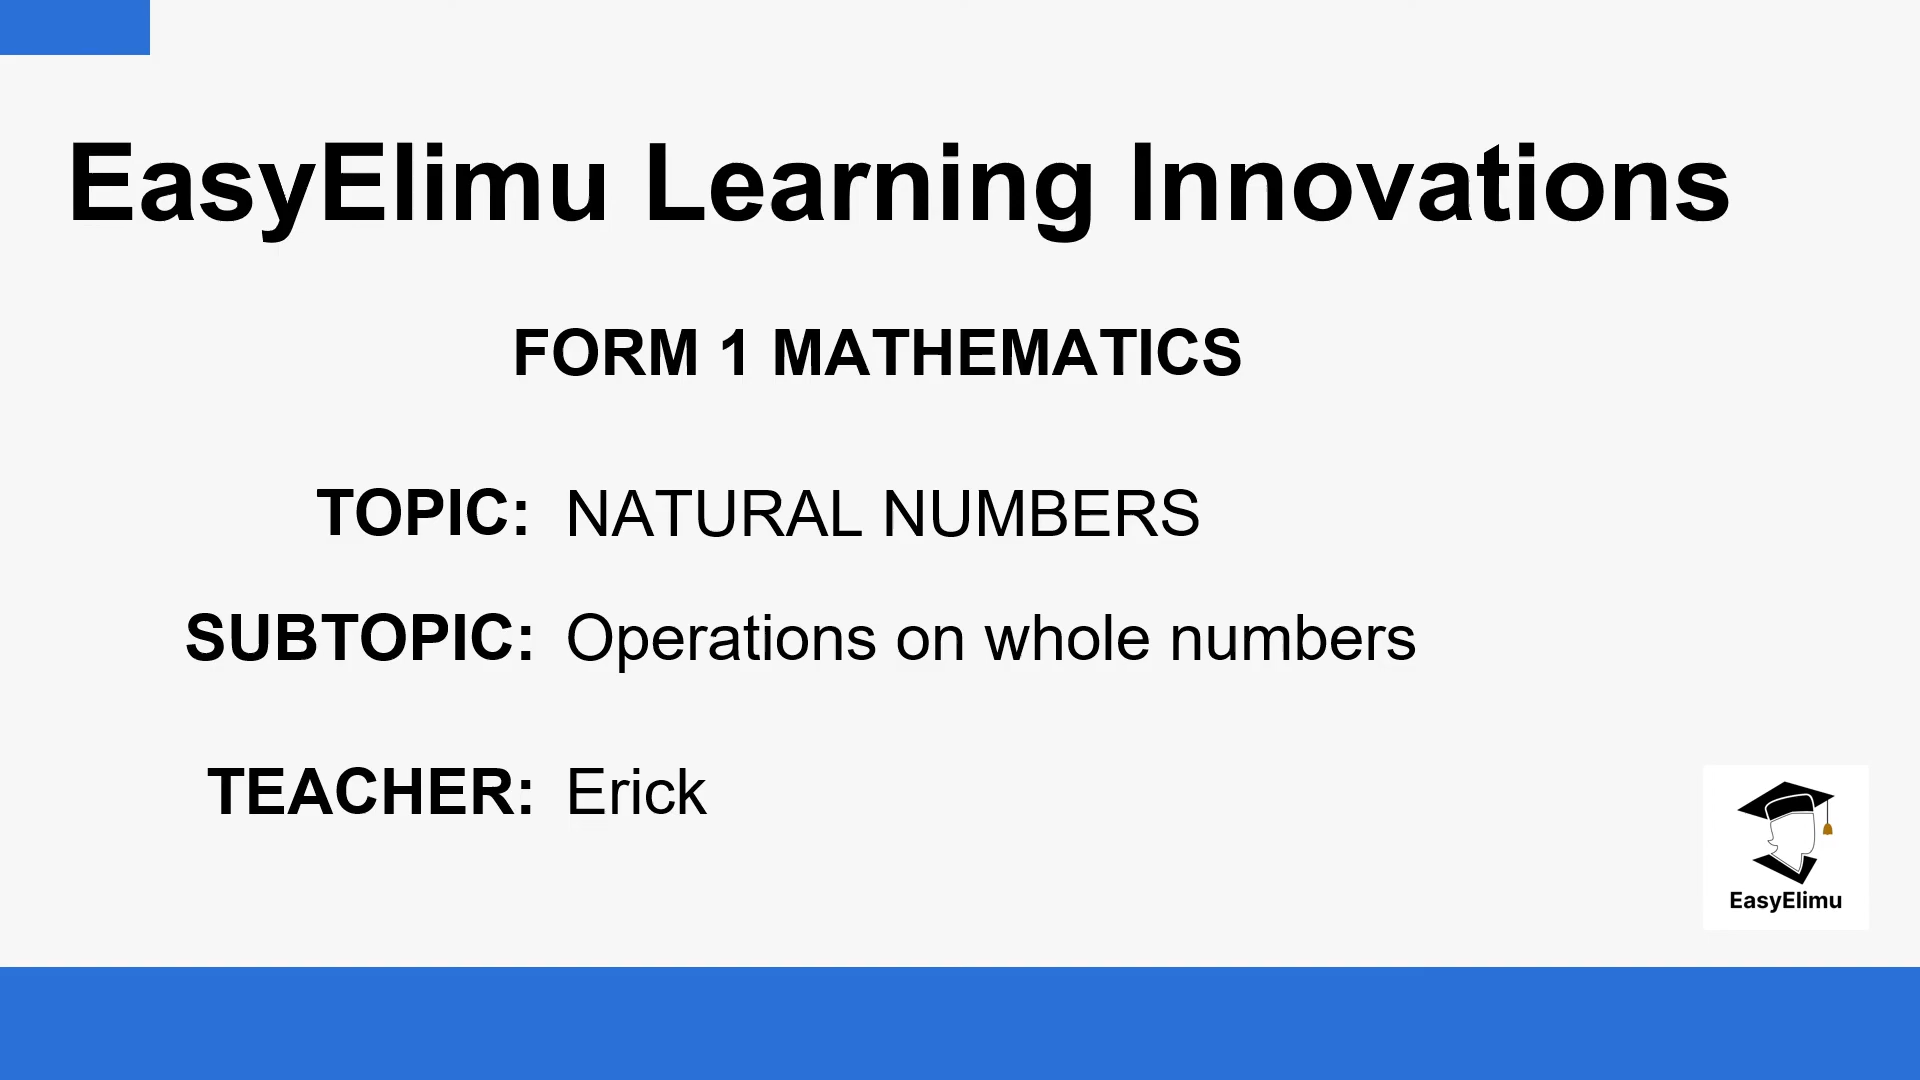 EasyElimu Learning Innovations
FORM 1 MATHEMATICS
TOPIC: NATURAL NUMBERS
SUBTOPIC: Operations on whole numbers
TEACHER: Erick
EasyElimu